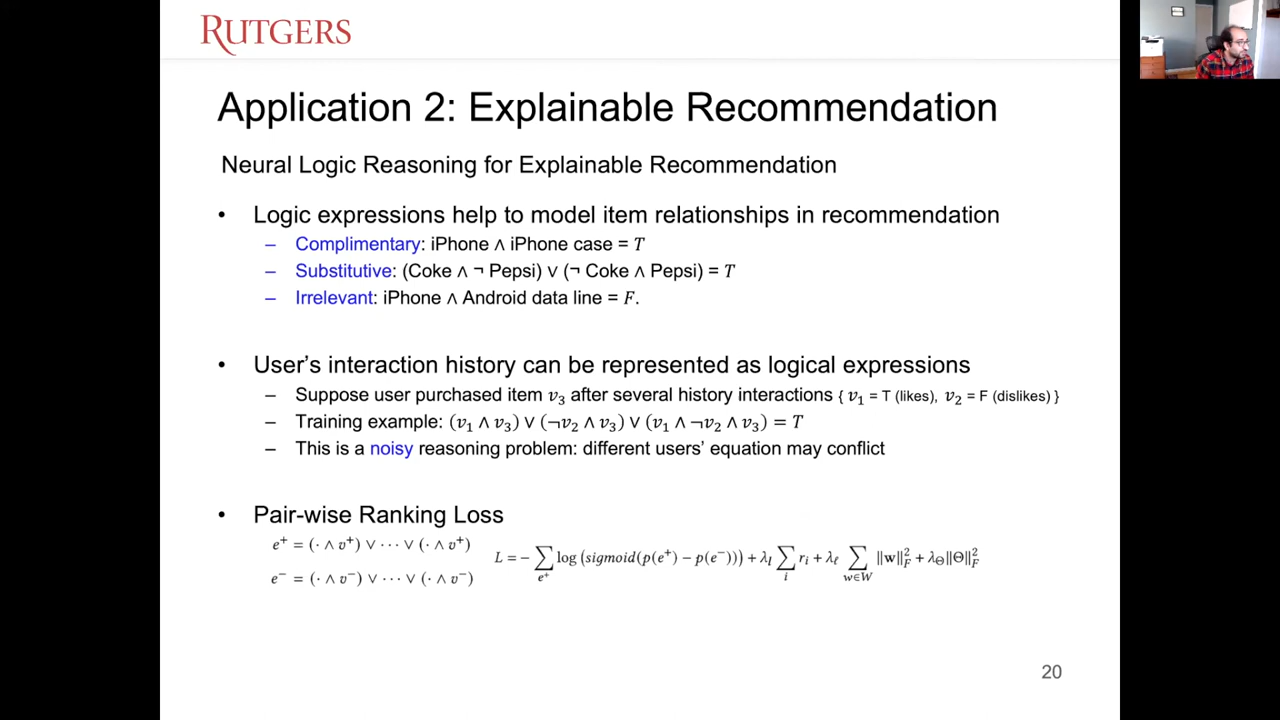 RUTGERS
Application 2: Explainable Recommendation
Neural Logic Reasoning for Explainable Recommendation
• Logic expressions help to model item relationships in recommendation
– Complimentary: iPhone ∧ iPhone case = T
– Substitutive: (Coke ∧ ¬ Pepsi) ∨ (¬ Coke ∧ Pepsi) = T
– Irrelevant: iPhone ∧ Android data line = F.
• User's interaction history can be represented as logical expressions
– Suppose user purchased item v₃ after several history interactions { v₁ = T (likes), v₂ = F (dislikes) }
– Training example: (v₁ ∧ v₃) ∨ (¬v₂ ∧ v₃) ∨ (v₁ ∧ ¬v₂ ∧ v₃) = T
– This is a noisy reasoning problem: different users' equation may conflict
• Pair-wise Ranking Loss
e⁺ = (· ∧ v⁺) ∨ ··· ∨ (· ∧ v⁺)
e⁻ = (· ∧ v⁻) ∨ ··· ∨ (· ∧ v⁻)
L = − ∑_{e⁺} log (sigmoid(p(e⁺) − p(e⁻))) + λ_l ∑_i r_i + λ_ℓ ∑_{w∈W} ||w||²_F + λ_Θ||Θ||²_F
20